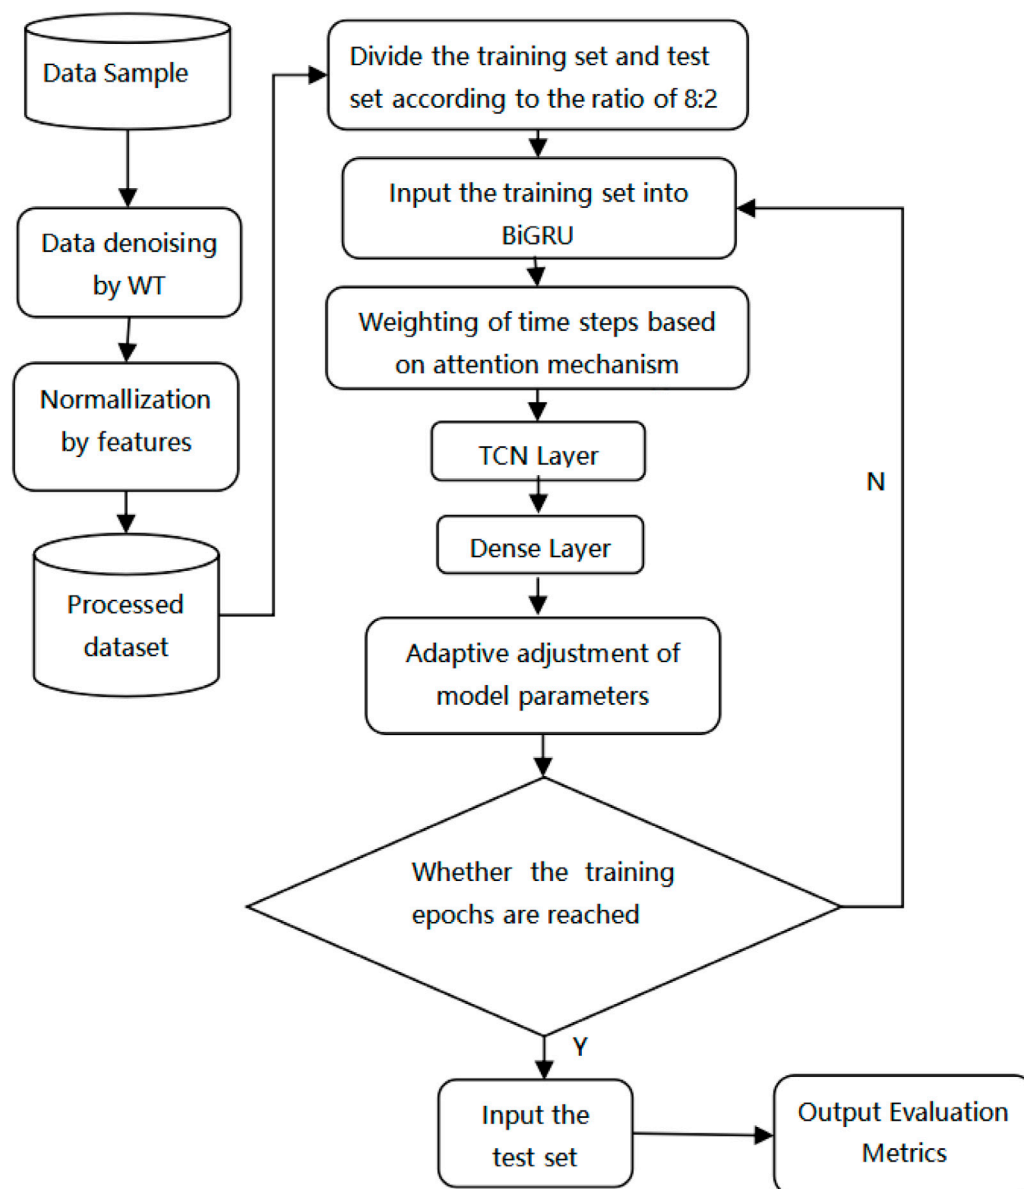 Data Sample
Data denoising
by WT
Normallization
by features
Processed
dataset
Divide the training set and test
set according to the ratio of 8:2
Input the training set into
BiGRU
Weighting of time steps based
on attention mechanism
TCN Layer
Dense Layer
Adaptive adjustment of
model parameters
Whether the training
epochs are reached
N
Y
Input the
test set
Output Evaluation
Metrics